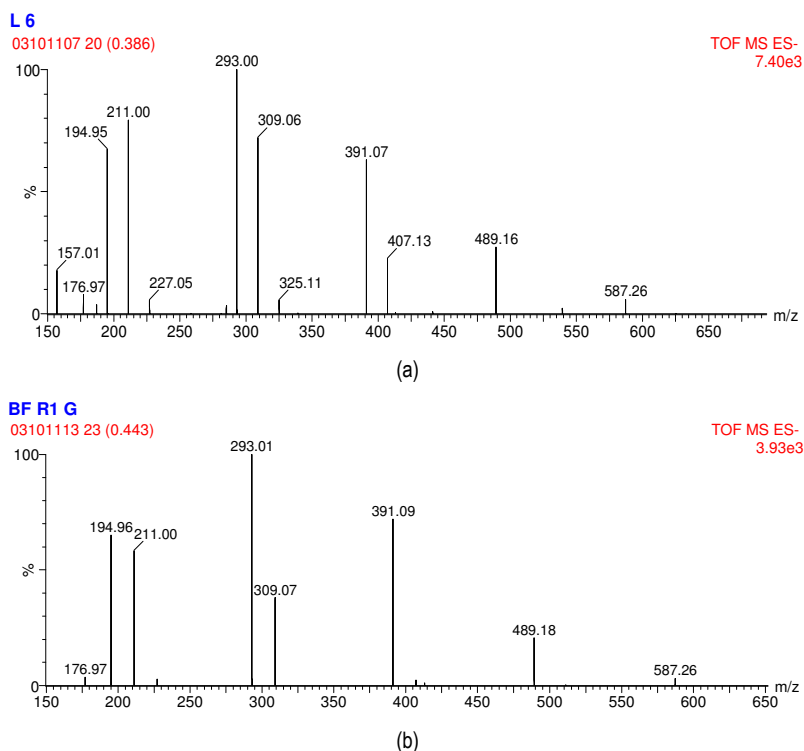 L 6
03101107 20 (0.386)
TOF MS ES-
7.40e3
100
%
0
293.00
211.00
194.95
309.06
391.07
157.01
176.97
227.05
325.11
407.13
489.16
587.26
150 200 250 300 350 400 450 500 550 600 650 m/z
(a)
BF R1 G
03101113 23 (0.443)
TOF MS ES-
3.93e3
100
%
0
293.01
194.96
211.00
391.09
309.07
176.97
489.18
587.26
150 200 250 300 350 400 450 500 550 600 650 m/z
(b)